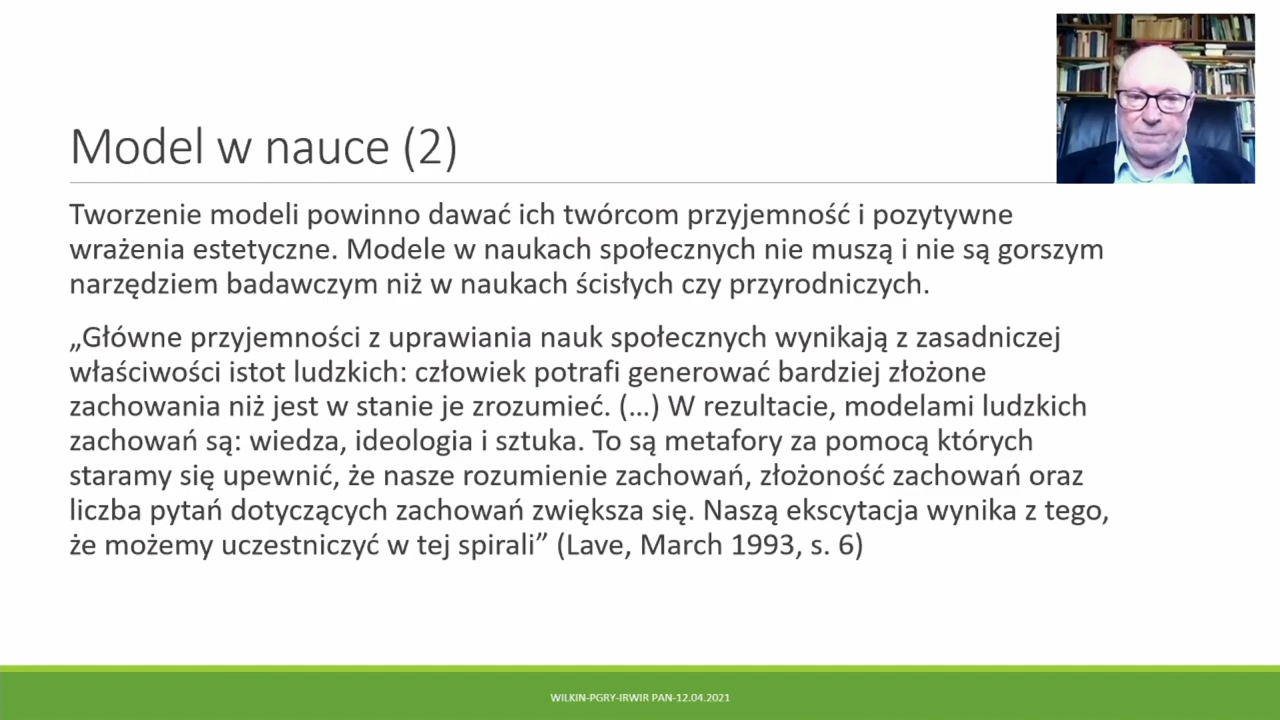 Model w nauce (2)
Tworzenie modeli powinno dawać ich twórcom przyjemność i pozytywne
wrażenia estetyczne. Modele w naukach społecznych nie muszą i nie są gorszym
narzędziem badawczym niż w naukach ścisłych czy przyrodniczych.
„Główne przyjemności z uprawiania nauk społecznych wynikają z zasadniczej
właściwości istot ludzkich: człowiek potrafi generować bardziej złożone
zachowania niż jest w stanie je zrozumieć. (…) W rezultacie, modelami ludzkich
zachowań są: wiedza, ideologia i sztuka. To są metafory za pomocą których
staramy się upewnić, że nasze rozumienie zachowań, złożoność zachowań oraz
liczba pytań dotyczących zachowań zwiększa się. Naszą ekscytacja wynika z tego,
że możemy uczestniczyć w tej spirali” (Lave, March 1993, s. 6)
WILKIN-PGRY-IRWIR PAN-12.04.2021